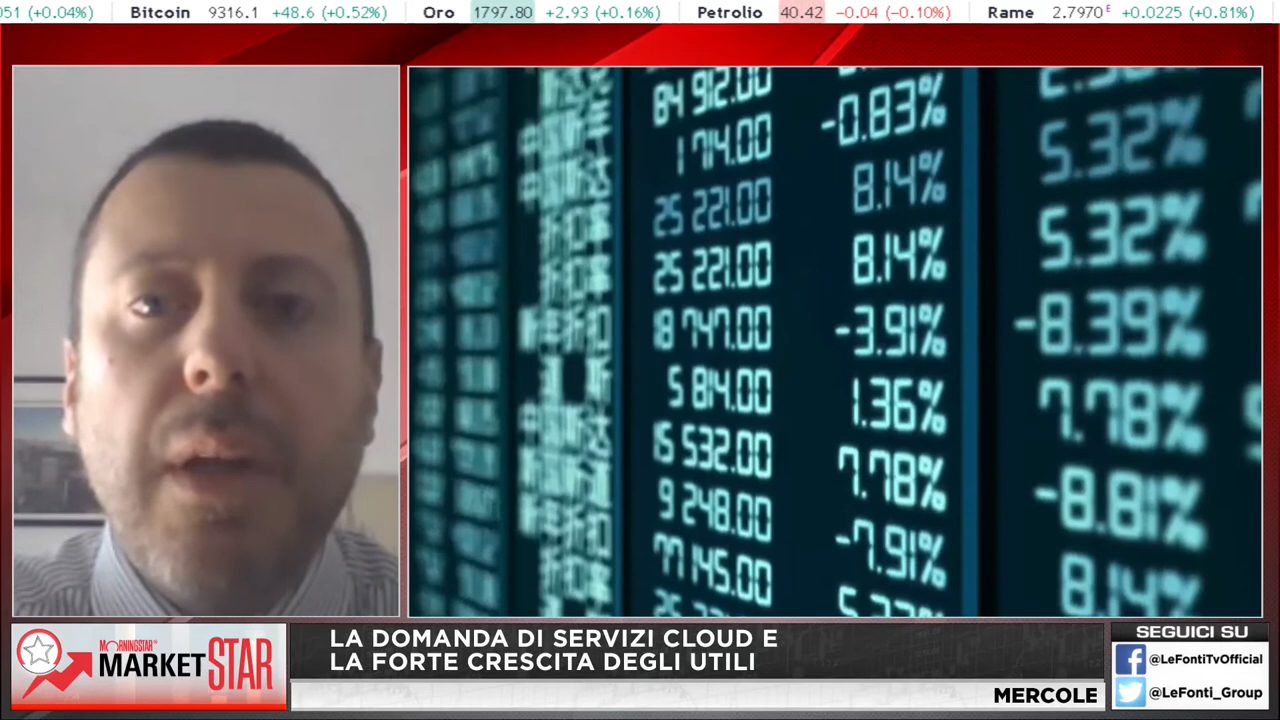 051 (+0.04%) Bitcoin 9316.1 +48.6 (+0.52%) Oro 1797.80 +2.93 (+0.16%) Petrolio 40.42 −0.04 (−0.10%) Rame 2.7970 E +0.0225 (+0.81%)
84 912.00
1 714.00 -0.83%
25 221.00 8.14% 5.32%
25 221.00 8.14% 5.32%
18 747.00 -3.91% -8.39%
5 814.00 1.36% 7.78%
15 532.00 7.78% -8.81%
9 248.00 -7.91% 8.14%
77 145.00
MORNINGSTAR®
MARKET STAR
LA DOMANDA DI SERVIZI CLOUD E
LA FORTE CRESCITA DEGLI UTILI
MERCOLE
SEGUICI SU
@LeFontiTvOfficial
@LeFonti_Group